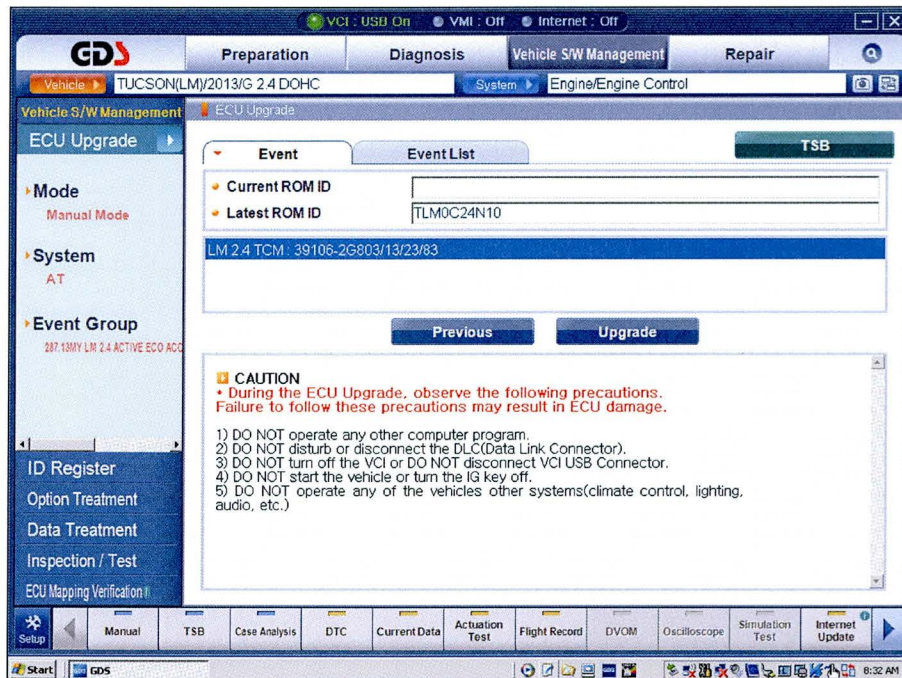 VCI : USB On VMI : Off Internet : Off
GDS Preparation Diagnosis Vehicle S/W Management Repair
Vehicle TUCSON(LM)/2013/G 2.4 DOHC System Engine/Engine Control
Vehicle S/W Management ECU Upgrade
ECU Upgrade
Event Event List TSB
Current ROM ID
Latest ROM ID TLM0C24N10
Mode
Manual Mode
LM 2.4 TCM : 39106-2G803/13/23/83
System
AT
Event Group
287.13MY LM 2.4 ACTIVE ECO ACC
Previous Upgrade
CAUTION
• During the ECU Upgrade, observe the following precautions.
Failure to follow these precautions may result in ECU damage.
1) DO NOT operate any other computer program.
2) DO NOT disturb or disconnect the DLC(Data Link Connector).
3) DO NOT turn off the VCI or DO NOT disconnect VCI USB Connector.
4) DO NOT start the vehicle or turn the IG key off.
5) DO NOT operate any of the vehicles other systems(climate control, lighting,
audio, etc.)
ID Register
Option Treatment
Data Treatment
Inspection / Test
ECU Mapping Verification
Setup Manual TSB Case Analysis DTC Current Data Actuation Test Flight Record DVOM Oscilloscope Simulation Test Internet Update
Start GDS 8:32 AM